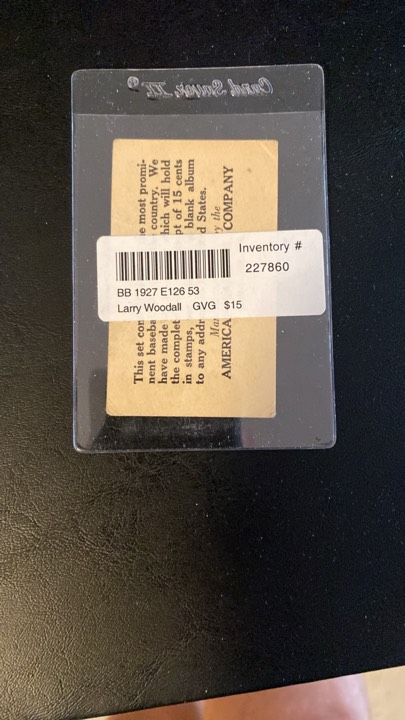 Card Saver II®
This set con e most promi-
nent baseba country. We
have made hich will hold
the complet pt of 15 cents
in stamps, blank album
to any addr d States.
Ma y the
AMERICA COMPANY
Inventory #
227860
BB 1927 E126 53
Larry Woodall GVG $15